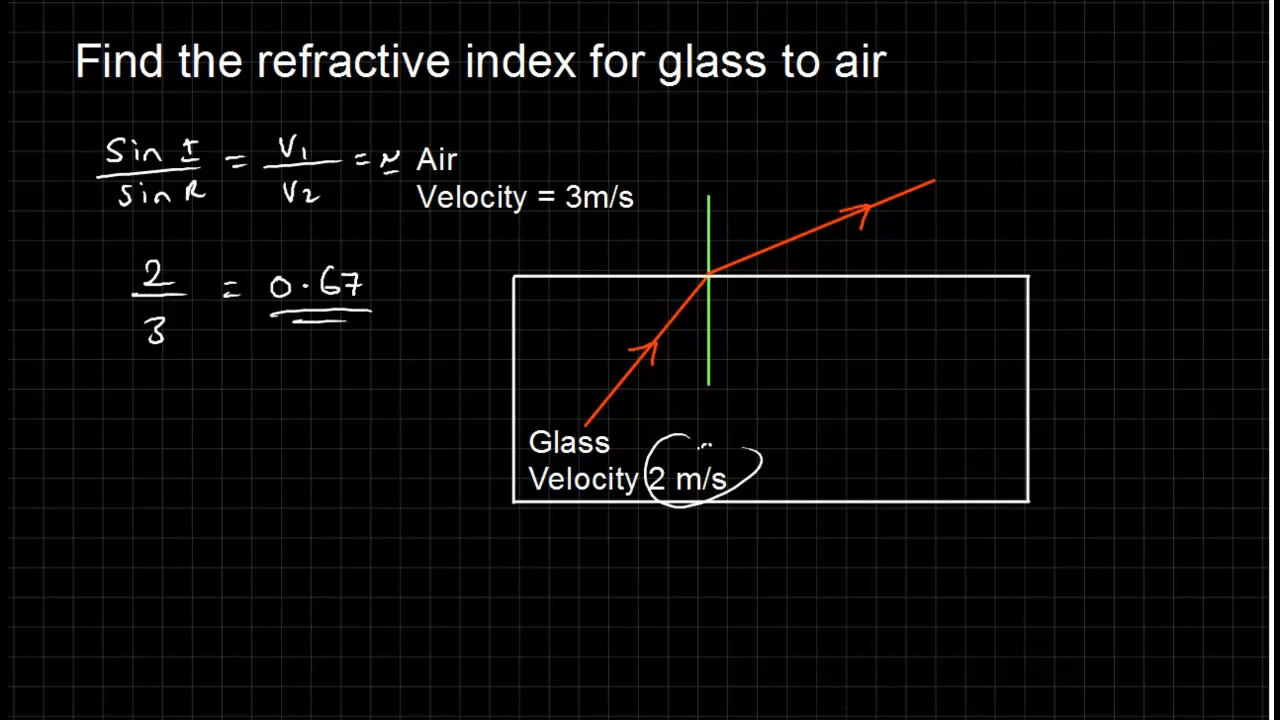 Find the refractive index for glass to air
Sin I / Sin R = V1 / V2 = n
Air
Velocity = 3m/s
2 / 3 = 0.67
Glass
Velocity 2 m/s